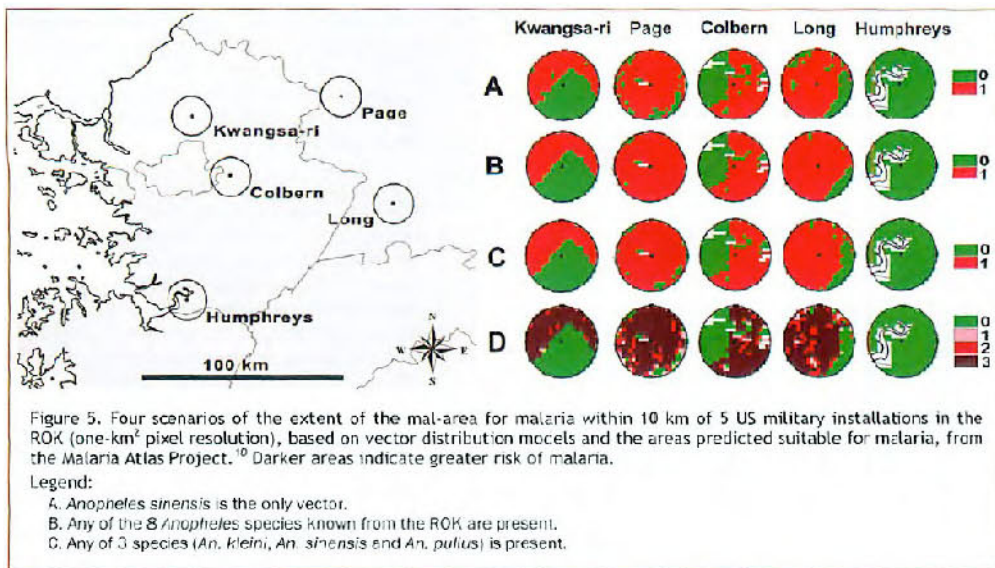 Kwangsa-ri Page Colbern Long Humphreys
A
0
1
B
0
1
C
0
1
D
0
1
2
3
Page
Kwangsa-ri
Colbern
Long
Humphreys
N
W E
S
100 km
Figure 5. Four scenarios of the extent of the mal-area for malaria within 10 km of 5 US military installations in the
ROK (one-km² pixel resolution), based on vector distribution mocels and the areas predicted suitable for malaria, from
the Malaria Atlas Project.¹⁰ Darker areas indicate greater risk of malaria.
Legend:
A. Anopheles sinensis is the only vector.
B. Any of the 8 Anopheles species known from the ROK are present.
C. Any of 3 species (An. kleini, An. sinensis and An. pullus) is present.